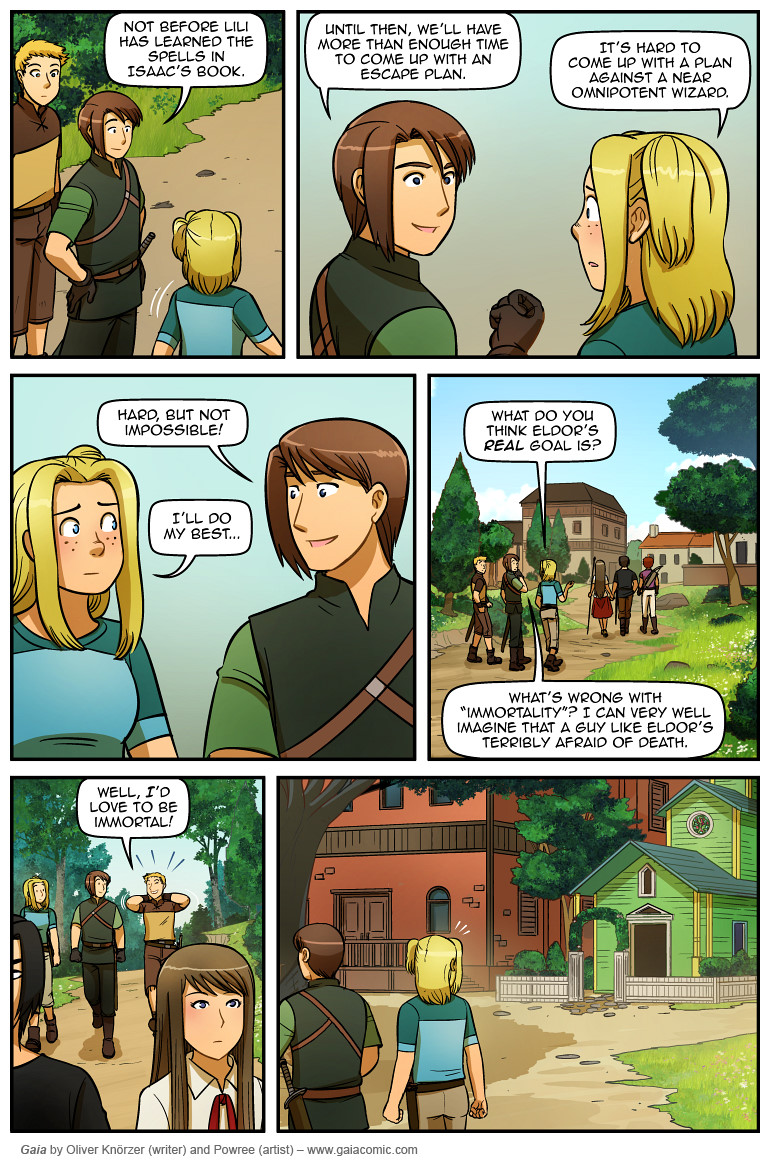 NOT BEFORE LILI
HAS LEARNED THE
SPELLS IN
ISAAC'S BOOK.
UNTIL THEN, WE'LL HAVE
MORE THAN ENOUGH TIME
TO COME UP WITH AN
ESCAPE PLAN.
IT'S HARD TO
COME UP WITH A PLAN
AGAINST A NEAR
OMNIPOTENT WIZARD.
HARD, BUT NOT
IMPOSSIBLE!
I'LL DO
MY BEST...
WHAT DO YOU
THINK ELDOR'S
REAL GOAL IS?
WHAT'S WRONG WITH
"IMMORTALITY"? I CAN VERY WELL
IMAGINE THAT A GUY LIKE ELDOR'S
TERRIBLY AFRAID OF DEATH.
WELL, I'D
LOVE TO BE
IMMORTAL!
Gaia by Oliver Knörzer (writer) and Powree (artist) – www.gaiacomic.com